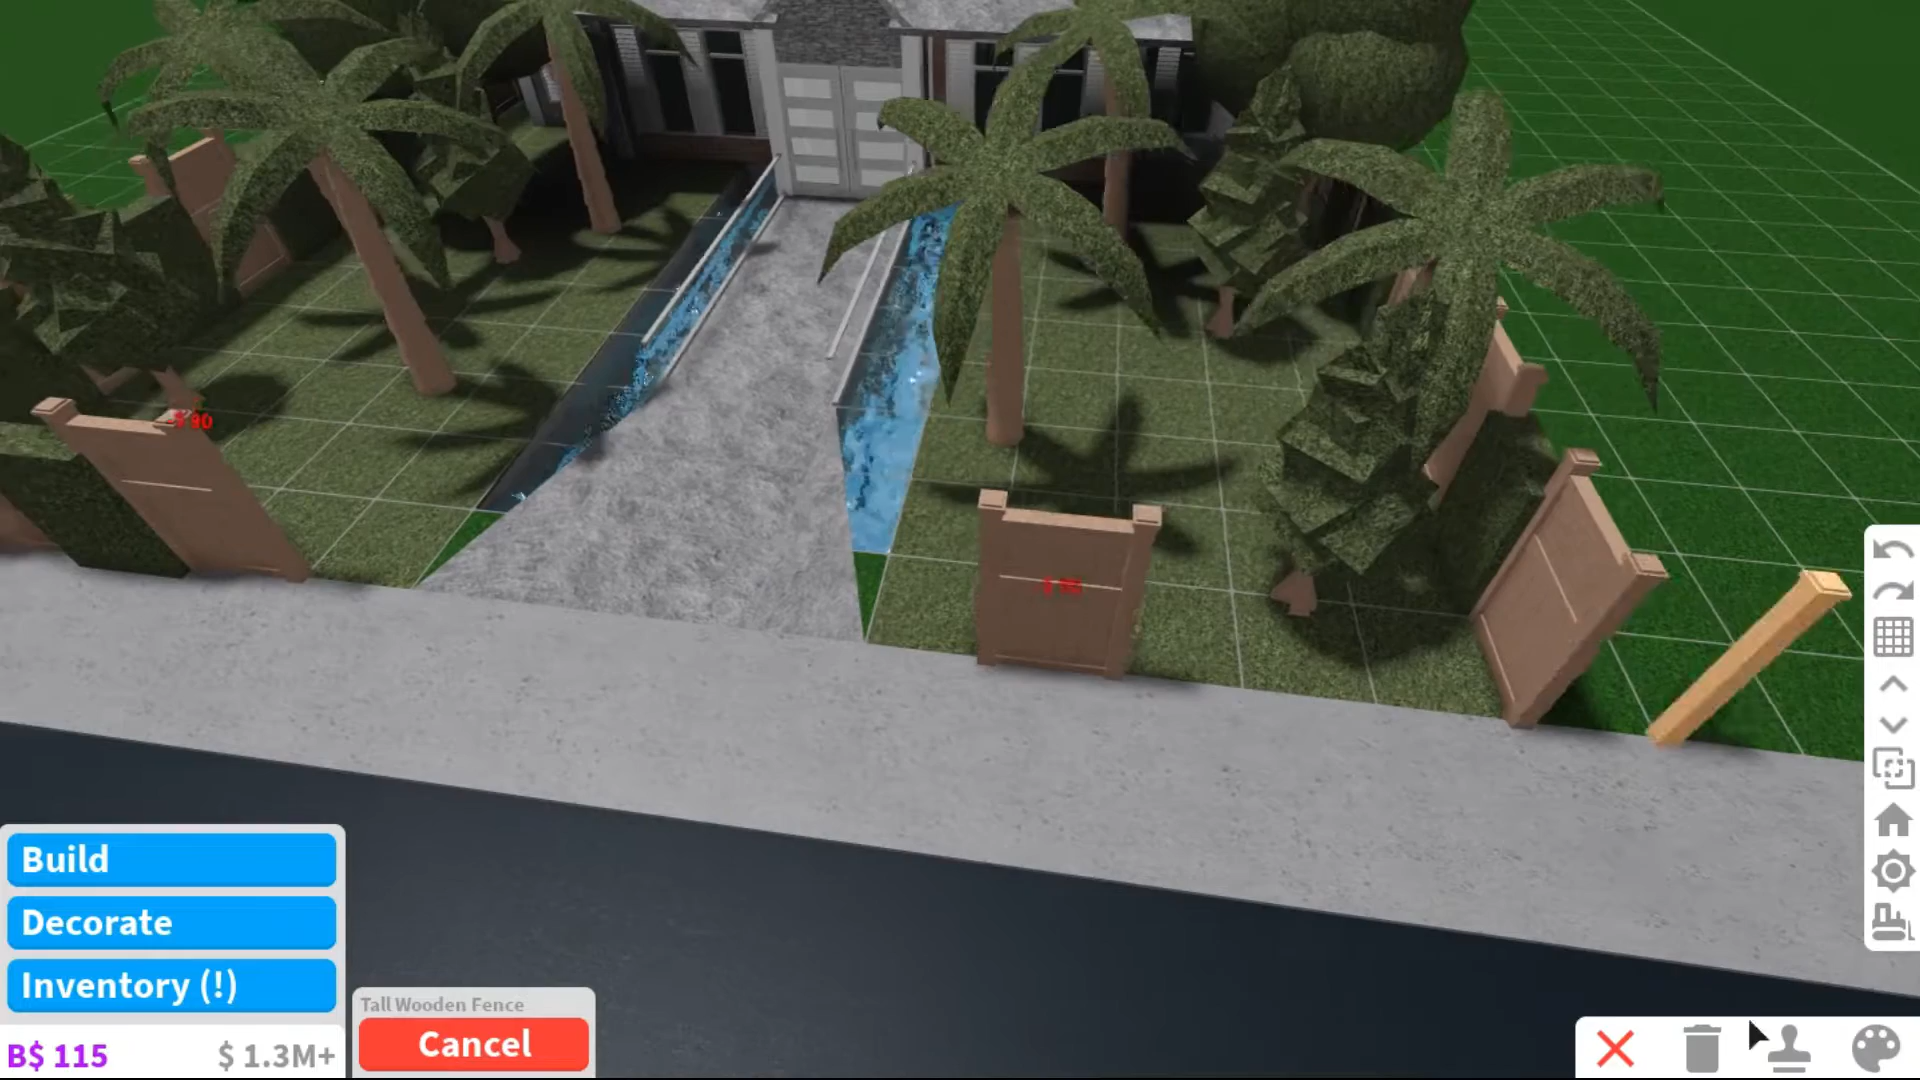 Build
Decorate
Inventory (!)
B$ 115
$ 1.3M+
Tall Wooden Fence
Cancel